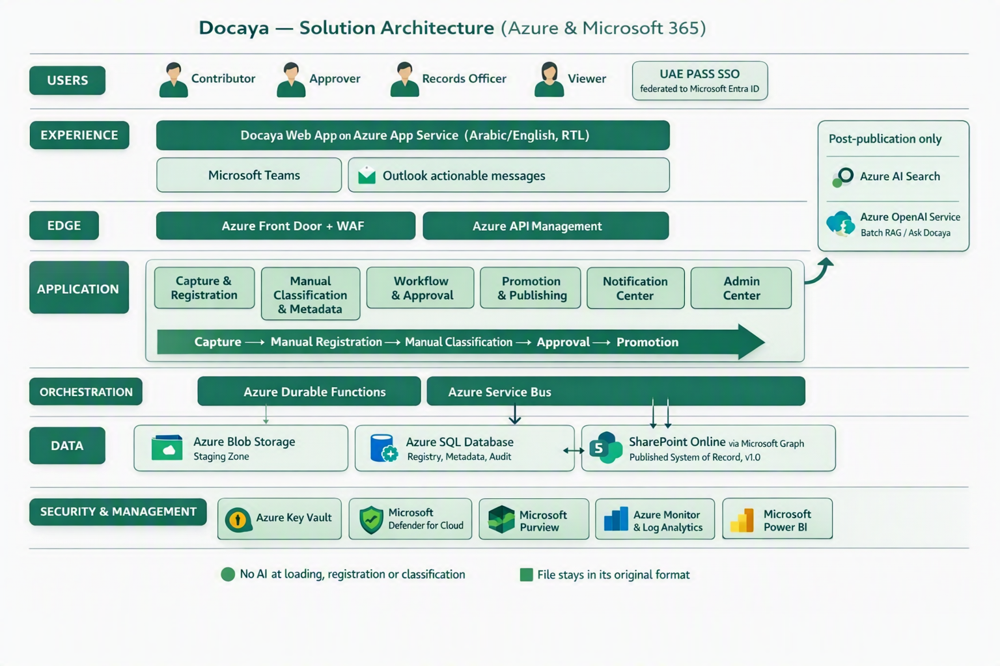 Docaya — Solution Architecture (Azure & Microsoft 365)
USERS
Contributor
Approver
Records Officer
Viewer
UAE PASS SSO
federated to Microsoft Entra ID
EXPERIENCE
Docaya Web App on Azure App Service (Arabic/English, RTL)
Microsoft Teams
Outlook actionable messages
Post-publication only
Azure AI Search
Azure OpenAI Service
Batch RAG / Ask Docaya
EDGE
Azure Front Door + WAF
Azure API Management
APPLICATION
Capture &
Registration
Manual
Classification
& Metadata
Workflow
& Approval
Promotion
& Publishing
Notification
Center
Admin
Center
Capture → Manual Registration → Manual Classification → Approval → Promotion
ORCHESTRATION
Azure Durable Functions
Azure Service Bus
DATA
Azure Blob Storage
Staging Zone
Azure SQL Database
Registry, Metadata, Audit
S
SharePoint Online via Microsoft Graph
Published System of Record, v1.0
SECURITY & MANAGEMENT
Azure Key Vault
Microsoft
Defender for Cloud
Microsoft
Purview
Azure Monitor
& Log Analytics
Microsoft
Power BI
No AI at loading, registration or classification
File stays in its original format